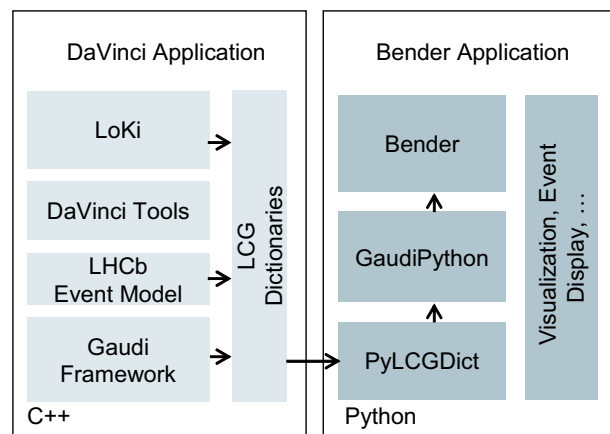 DaVinci Application
LoKi
DaVinci Tools
LHCb
Event Model
Gaudi
Framework
LCG
Dictionaries
C++
Bender Application
Bender
GaudiPython
PyLCGDict
Visualization, Event
Display, …
Python